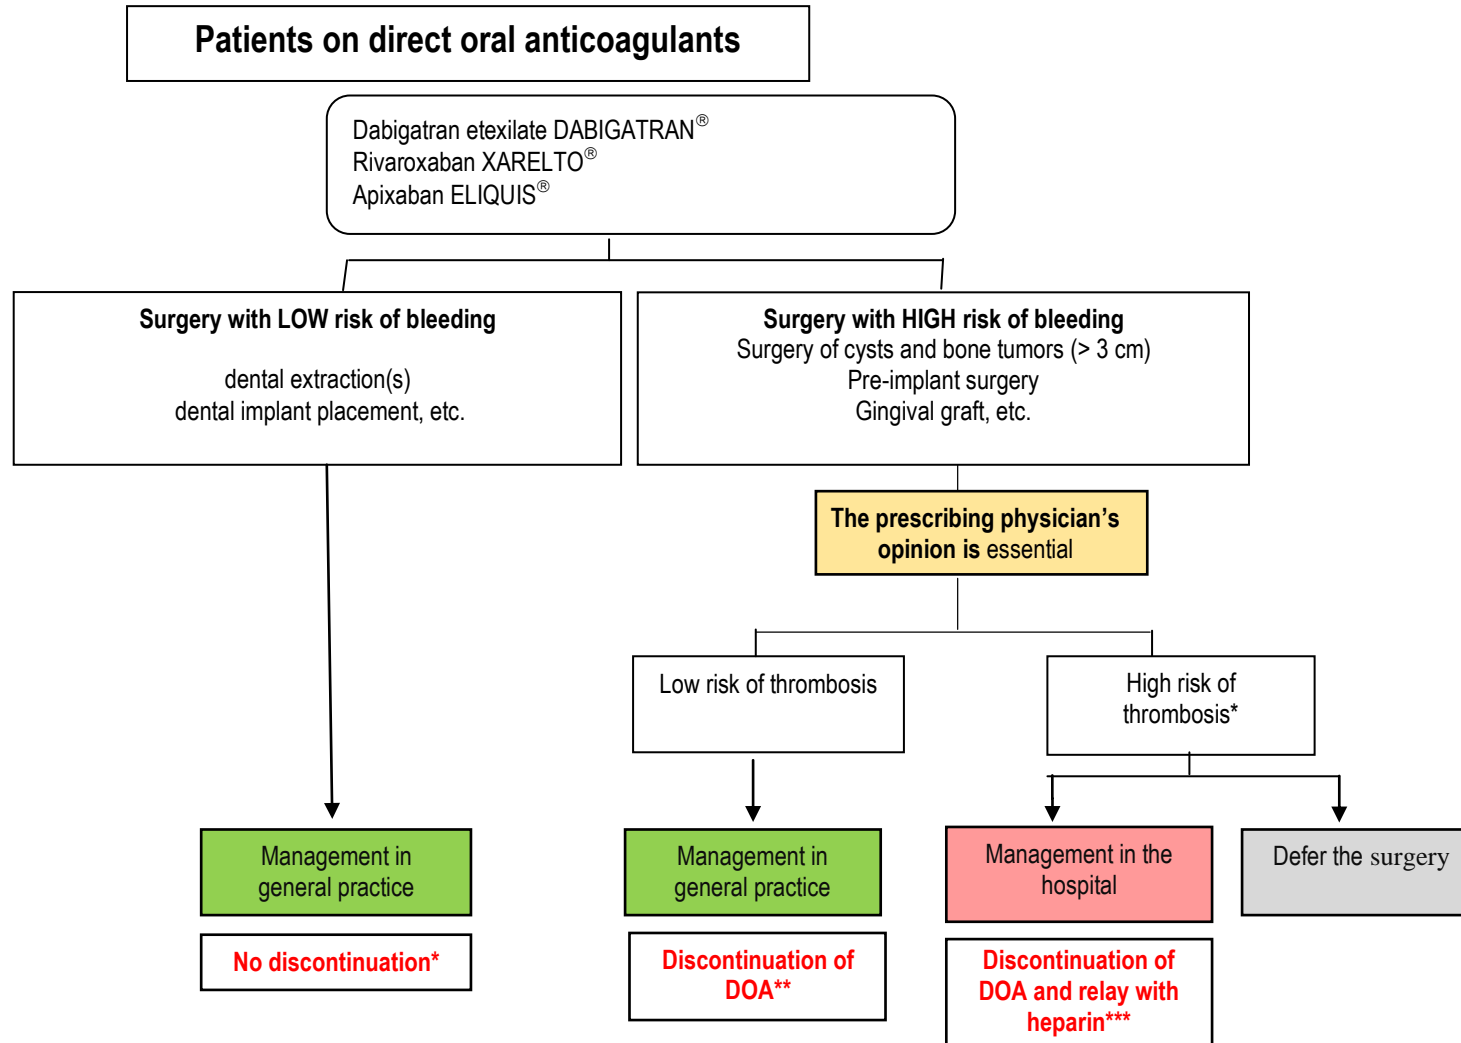 Patients on direct oral anticoagulants
Dabigatran etexilate DABIGATRAN®
Rivaroxaban XARELTO®
Apixaban ELIQUIS®
Surgery with LOW risk of bleeding
dental extraction(s)
dental implant placement, etc.
Surgery with HIGH risk of bleeding
Surgery of cysts and bone tumors (> 3 cm)
Pre-implant surgery
Gingival graft, etc.
The prescribing physician’s
opinion is essential
Low risk of thrombosis
High risk of
thrombosis*
Management in
general practice
Management in
general practice
Management in the
hospital
Defer the surgery
No discontinuation*
Discontinuation of
DOA**
Discontinuation of
DOA and relay with
heparin***